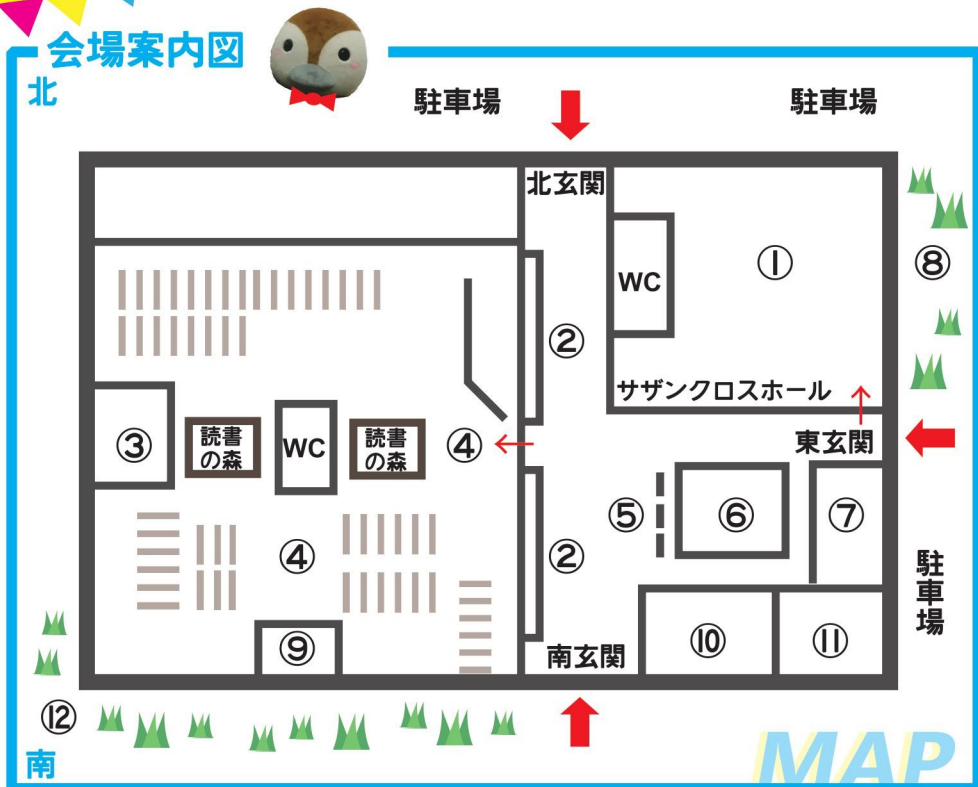 会場案内図
北
駐車場
駐車場
北玄関
WC
①
⑧
②
サザンクロスホール
③
読書
の森
WC
読書
の森
④
東玄関
⑤
⑥
⑦
④
②
駐車場
⑨
南玄関
⑩
⑪
⑫
南
MAP